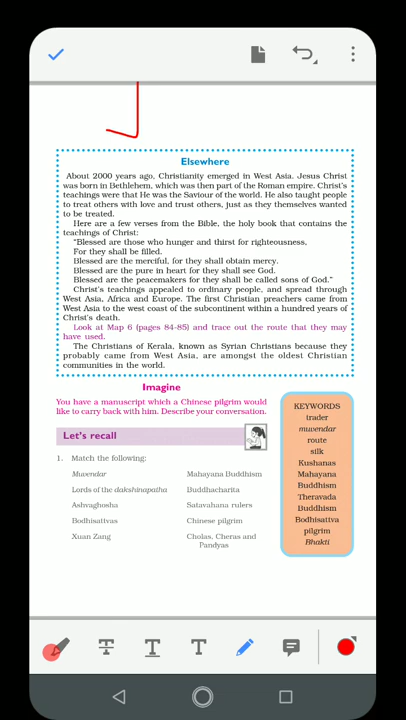 Elsewhere
About 2000 years ago, Christianity emerged in West Asia. Jesus Christ
was born in Bethlehem, which was then part of the Roman empire. Christ's
teachings were that He was the Saviour of the world. He also taught people
to treat others with love and trust others, just as they themselves wanted
to be treated.
Here are a few verses from the Bible, the holy book that contains the
teachings of Christ:
"Blessed are those who hunger and thirst for righteousness,
For they shall be filled.
Blessed are the merciful, for they shall obtain mercy.
Blessed are the pure in heart for they shall see God.
Blessed are the peacemakers for they shall be called sons of God."
Christ's teachings appealed to ordinary people, and spread through
West Asia, Africa and Europe. The first Christian preachers came from
West Asia to the west coast of the subcontinent within a hundred years of
Christ's death.
Look at Map 6 (pages 84-85) and trace out the route that they may
have used.
The Christians of Kerala, known as Syrian Christians because they
probably came from West Asia, are amongst the oldest Christian
communities in the world.
Imagine
You have a manuscript which a Chinese pilgrim would
like to carry back with him. Describe your conversation.
Let's recall
1. Match the following:
Muvendar Mahayana Buddhism
Lords of the dakshinapatha Buddhacharita
Ashvaghosha Satavahana rulers
Bodhisattvas Chinese pilgrim
Xuan Zang Cholas, Cheras and
Pandyas
KEYWORDS
trader
muvendar
route
silk
Kushanas
Mahayana
Buddhism
Theravada
Buddhism
Bodhisattva
pilgrim
Bhakti
T T T